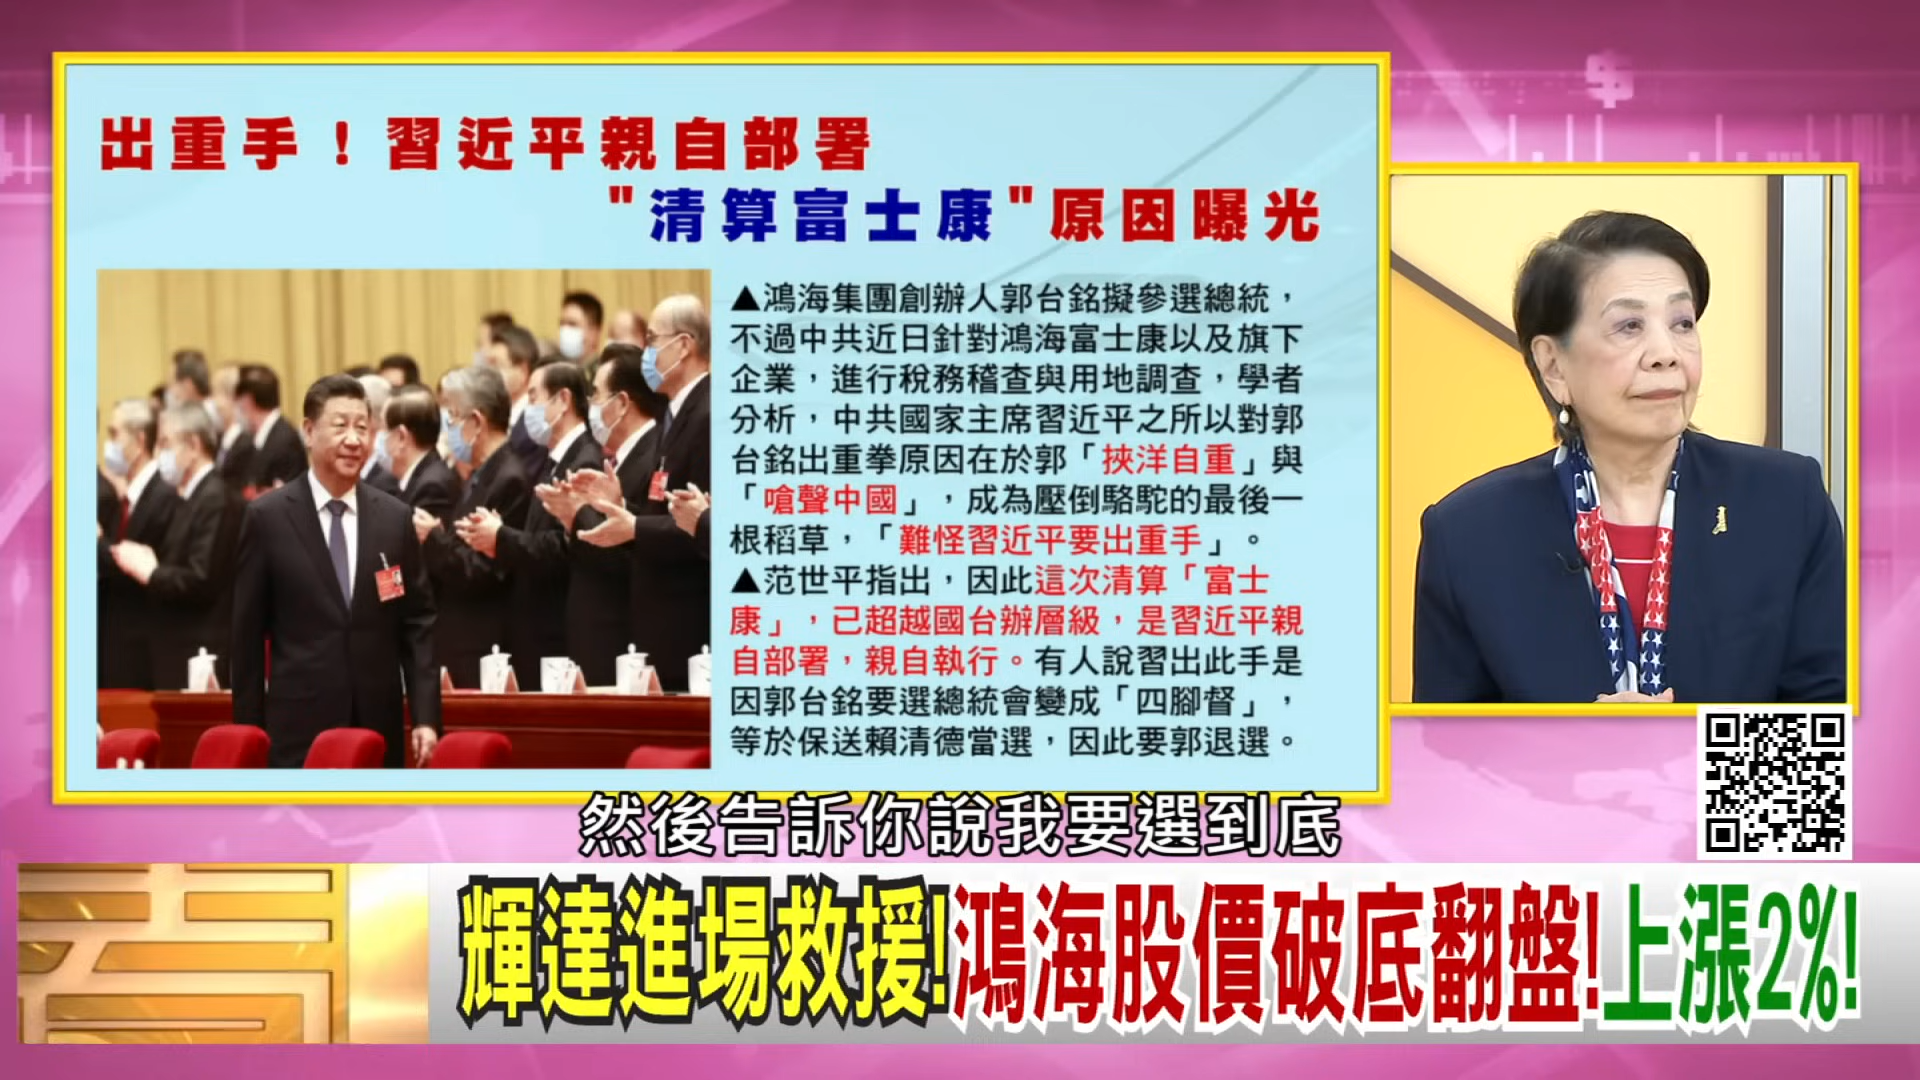 出重手！習近平親自部署
"清算富士康"原因曝光
▲鴻海集團創辦人郭台銘擬參選總統，
不過中共近日針對鴻海富士康以及旗下
企業，進行稅務稽查與用地調查，學者
分析，中共國家主席習近平之所以對郭
台銘出重拳原因在於郭「挾洋自重」與
「嗆聲中國」，成為壓倒駱駝的最後一
根稻草，「難怪習近平要出重手」。
▲范世平指出，因此這次清算「富士
康」，已超越國台辦層級，是習近平親
自部署，親自執行。有人說習出此手是
因郭台銘要選總統會變成「四腳督」，
等於保送賴清德當選，因此要郭退選。
然後告訴你說我要選到底
輝達進場救援!鴻海股價破底翻盤!上漲2%!